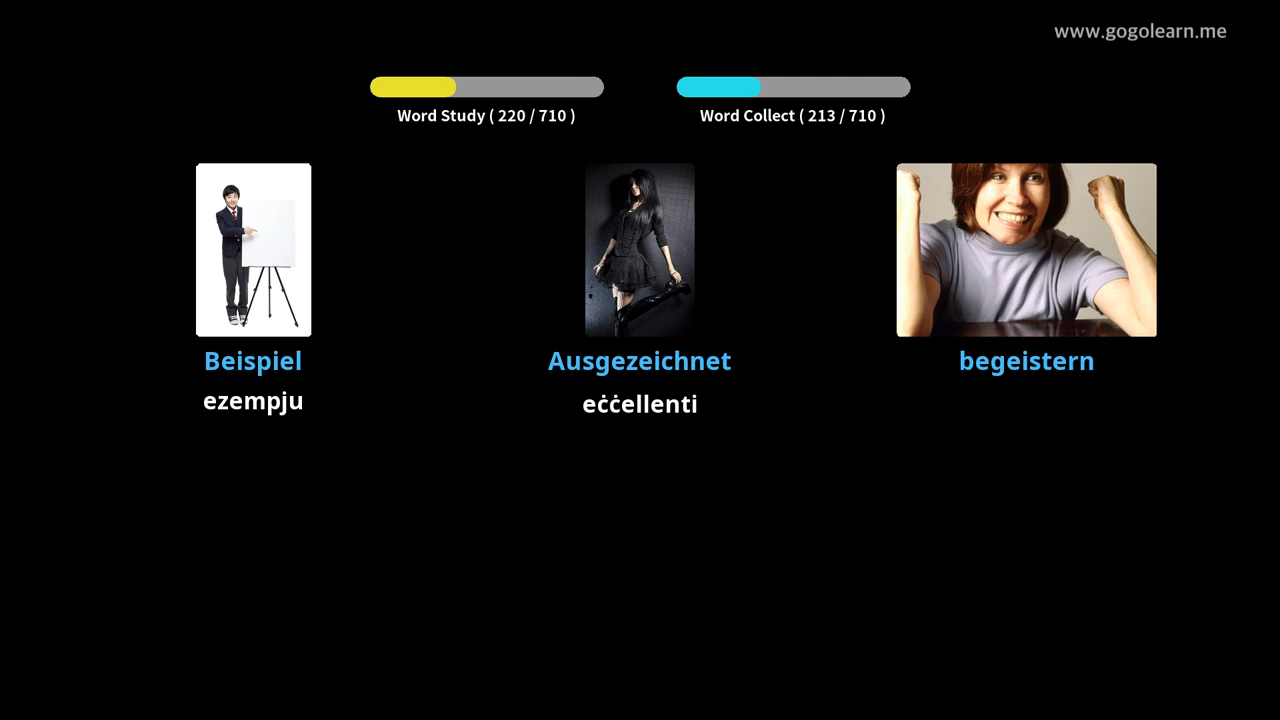 www.gogolearn.me
Word Study ( 220 / 710 )
Word Collect ( 213 / 710 )
Beispiel
Ausgezeichnet
begeistern
ezempju
eċċellenti